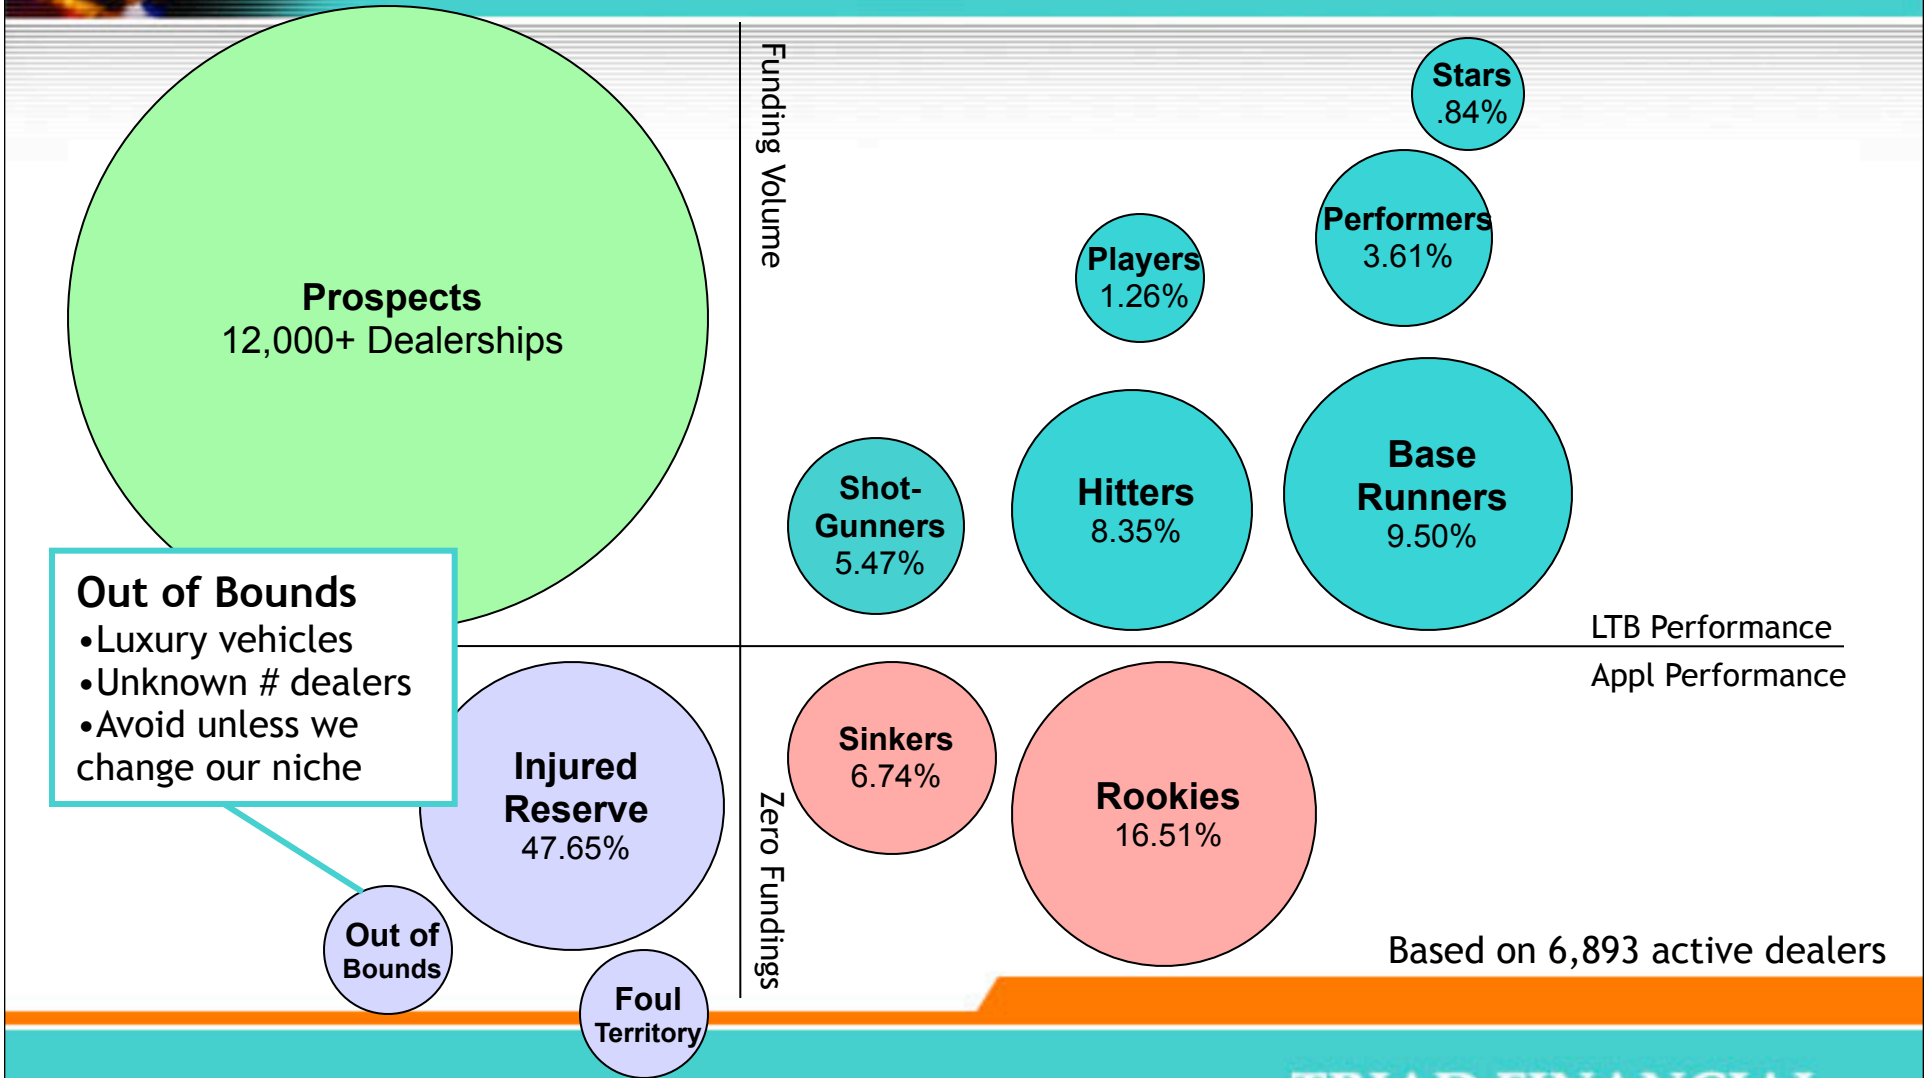 Funding Volume
Stars
.84%
Performers
3.61%
Players
1.26%
Prospects
12,000+ Dealerships
Shot-
Gunners
5.47%
Hitters
8.35%
Base
Runners
9.50%
Out of Bounds
•Luxury vehicles
•Unknown # dealers
•Avoid unless we
change our niche
LTB Performance
Appl Performance
Injured
Reserve
47.65%
Sinkers
6.74%
Rookies
16.51%
Zero Fundings
Out of
Bounds
Foul
Territory
Based on 6,893 active dealers
TRIAD FINANCIAL